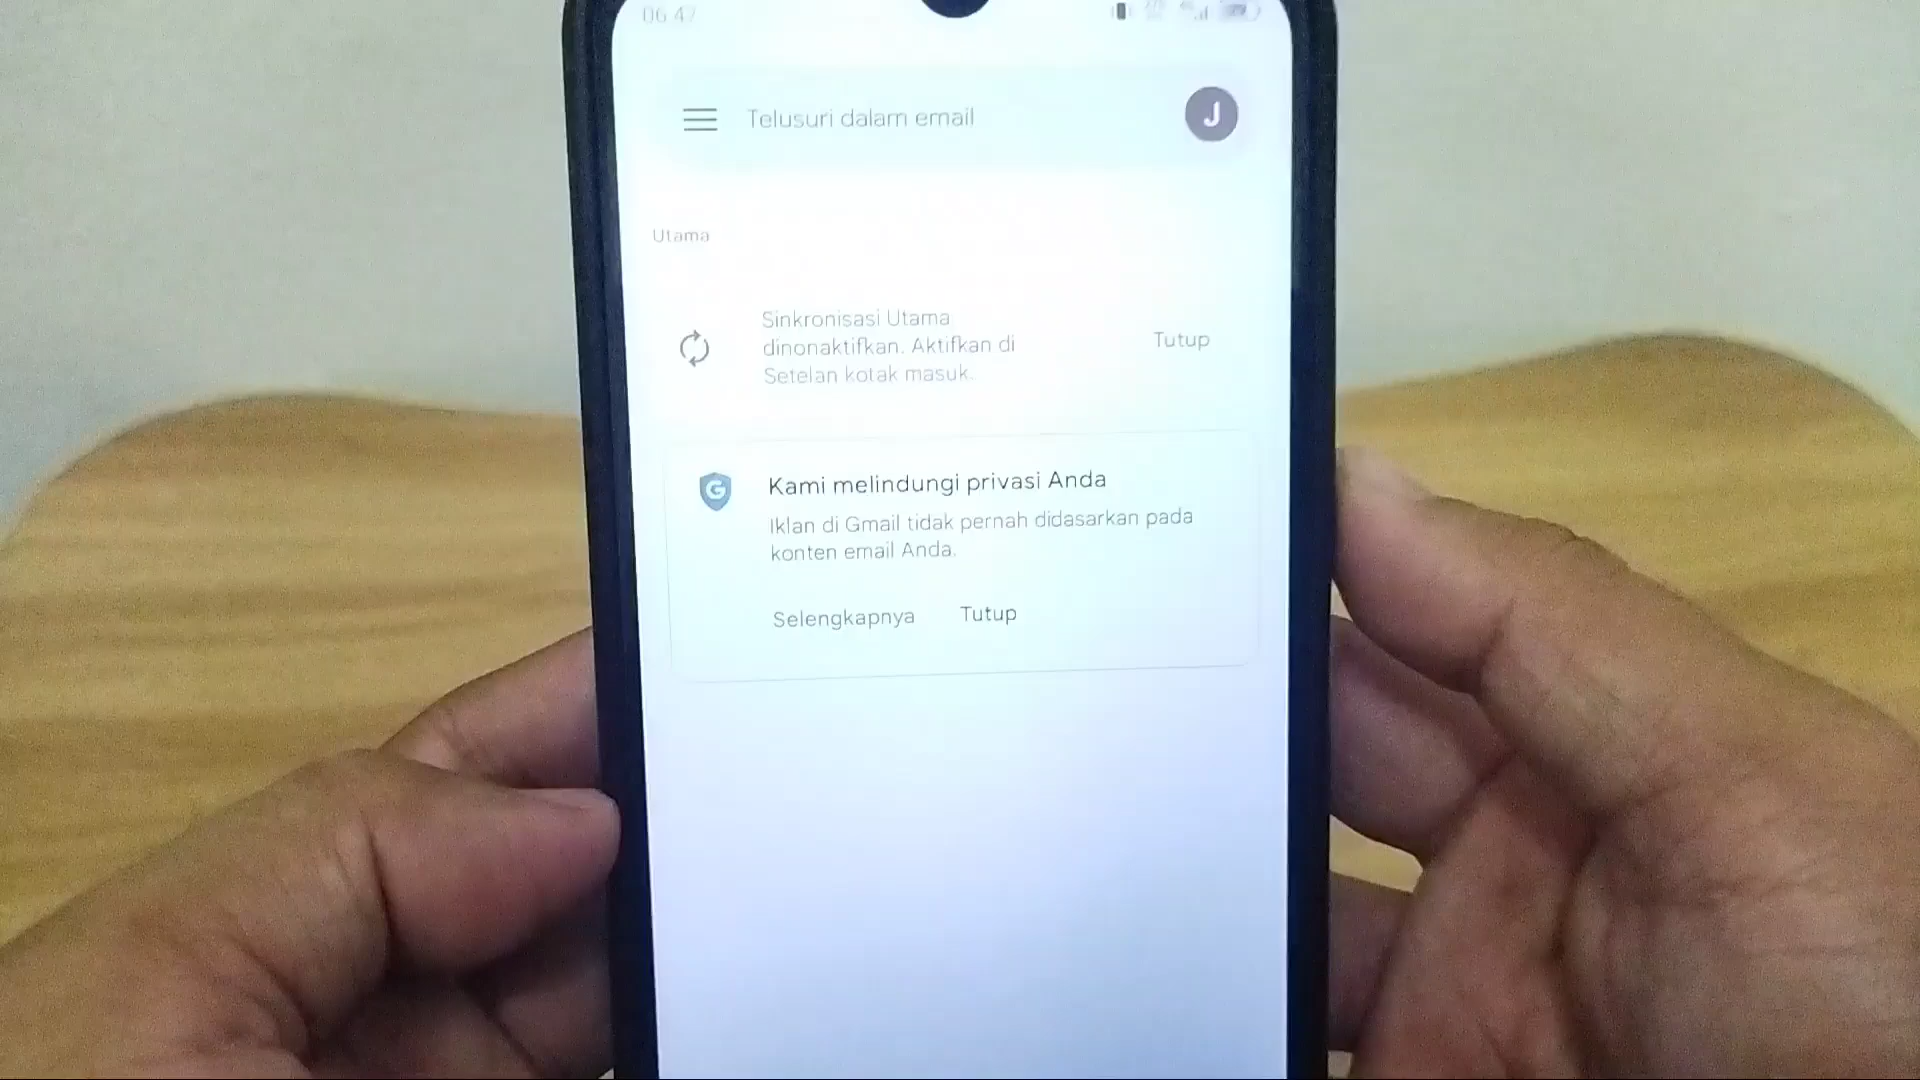 06.47
Telusuri dalam email
J
Utama
Sinkronisasi Utama
dinonaktifkan. Aktifkan di
Setelan kotak masuk.
Tutup
G
Kami melindungi privasi Anda
Iklan di Gmail tidak pernah didasarkan pada
konten email Anda.
Selengkapnya
Tutup